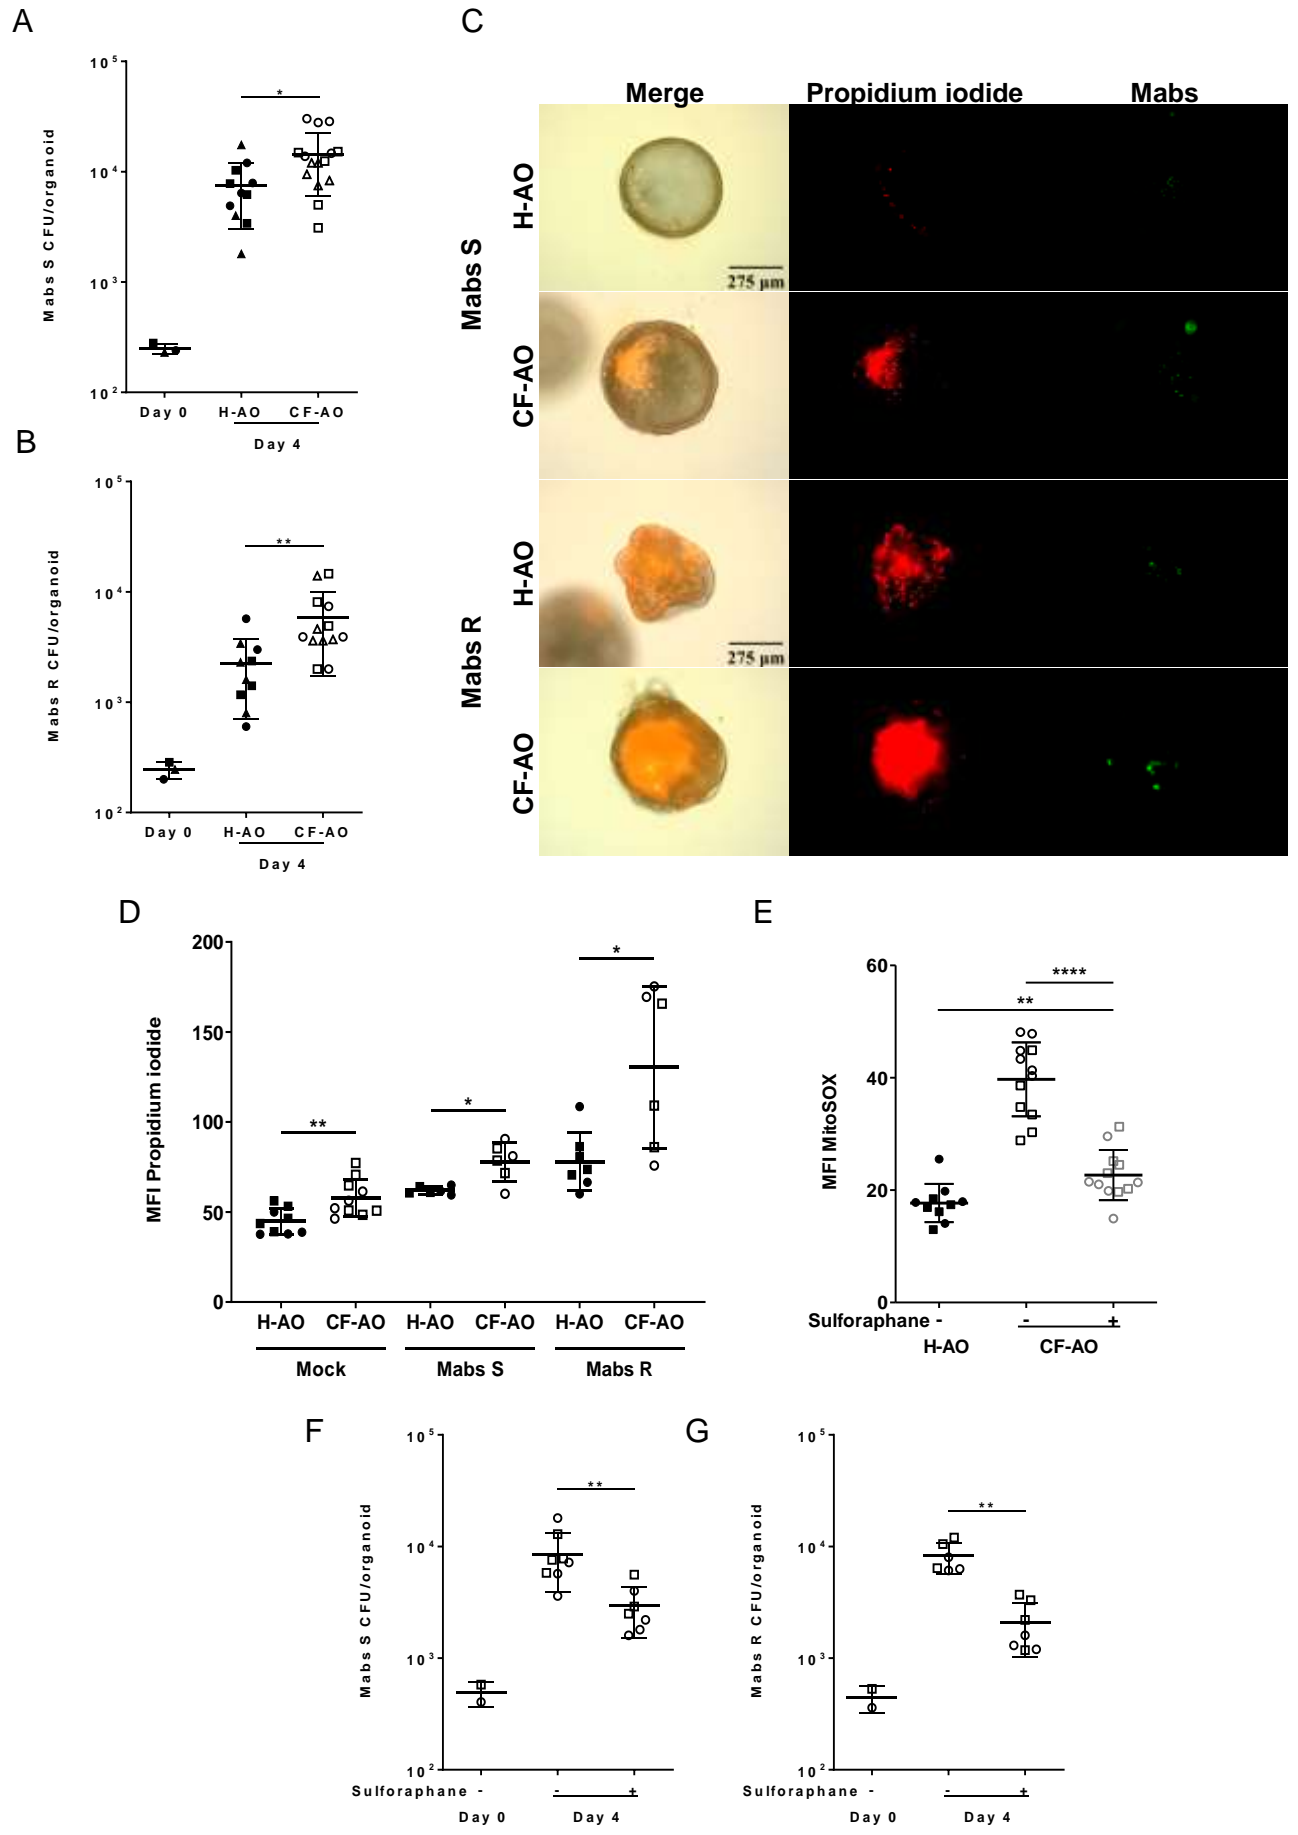 A
10^5
10^4
10^3
10^2
Mabs S CFU/organoid
*
Day 0
H-AO
CF-AO
Day 4
B
10^5
10^4
10^3
10^2
Mabs R CFU/organoid
**
Day 0
H-AO
CF-AO
Day 4
C
Merge
Propidium iodide
Mabs
Mabs S
H-AO
275 µm
CF-AO
Mabs R
H-AO
275 µm
CF-AO
D
200
150
100
50
0
MFI Propidium iodide
**
*
*
H-AO
CF-AO
H-AO
CF-AO
H-AO
CF-AO
Mock
Mabs S
Mabs R
E
60
40
20
0
MFI MitoSOX
****
**
Sulforaphane - - +
H-AO
CF-AO
F
10^5
10^4
10^3
10^2
Mabs S CFU/organoid
**
Sulforaphane - - +
Day 0
Day 4
G
10^5
10^4
10^3
10^2
Mabs R CFU/organoid
**
- - +
Day 0
Day 4